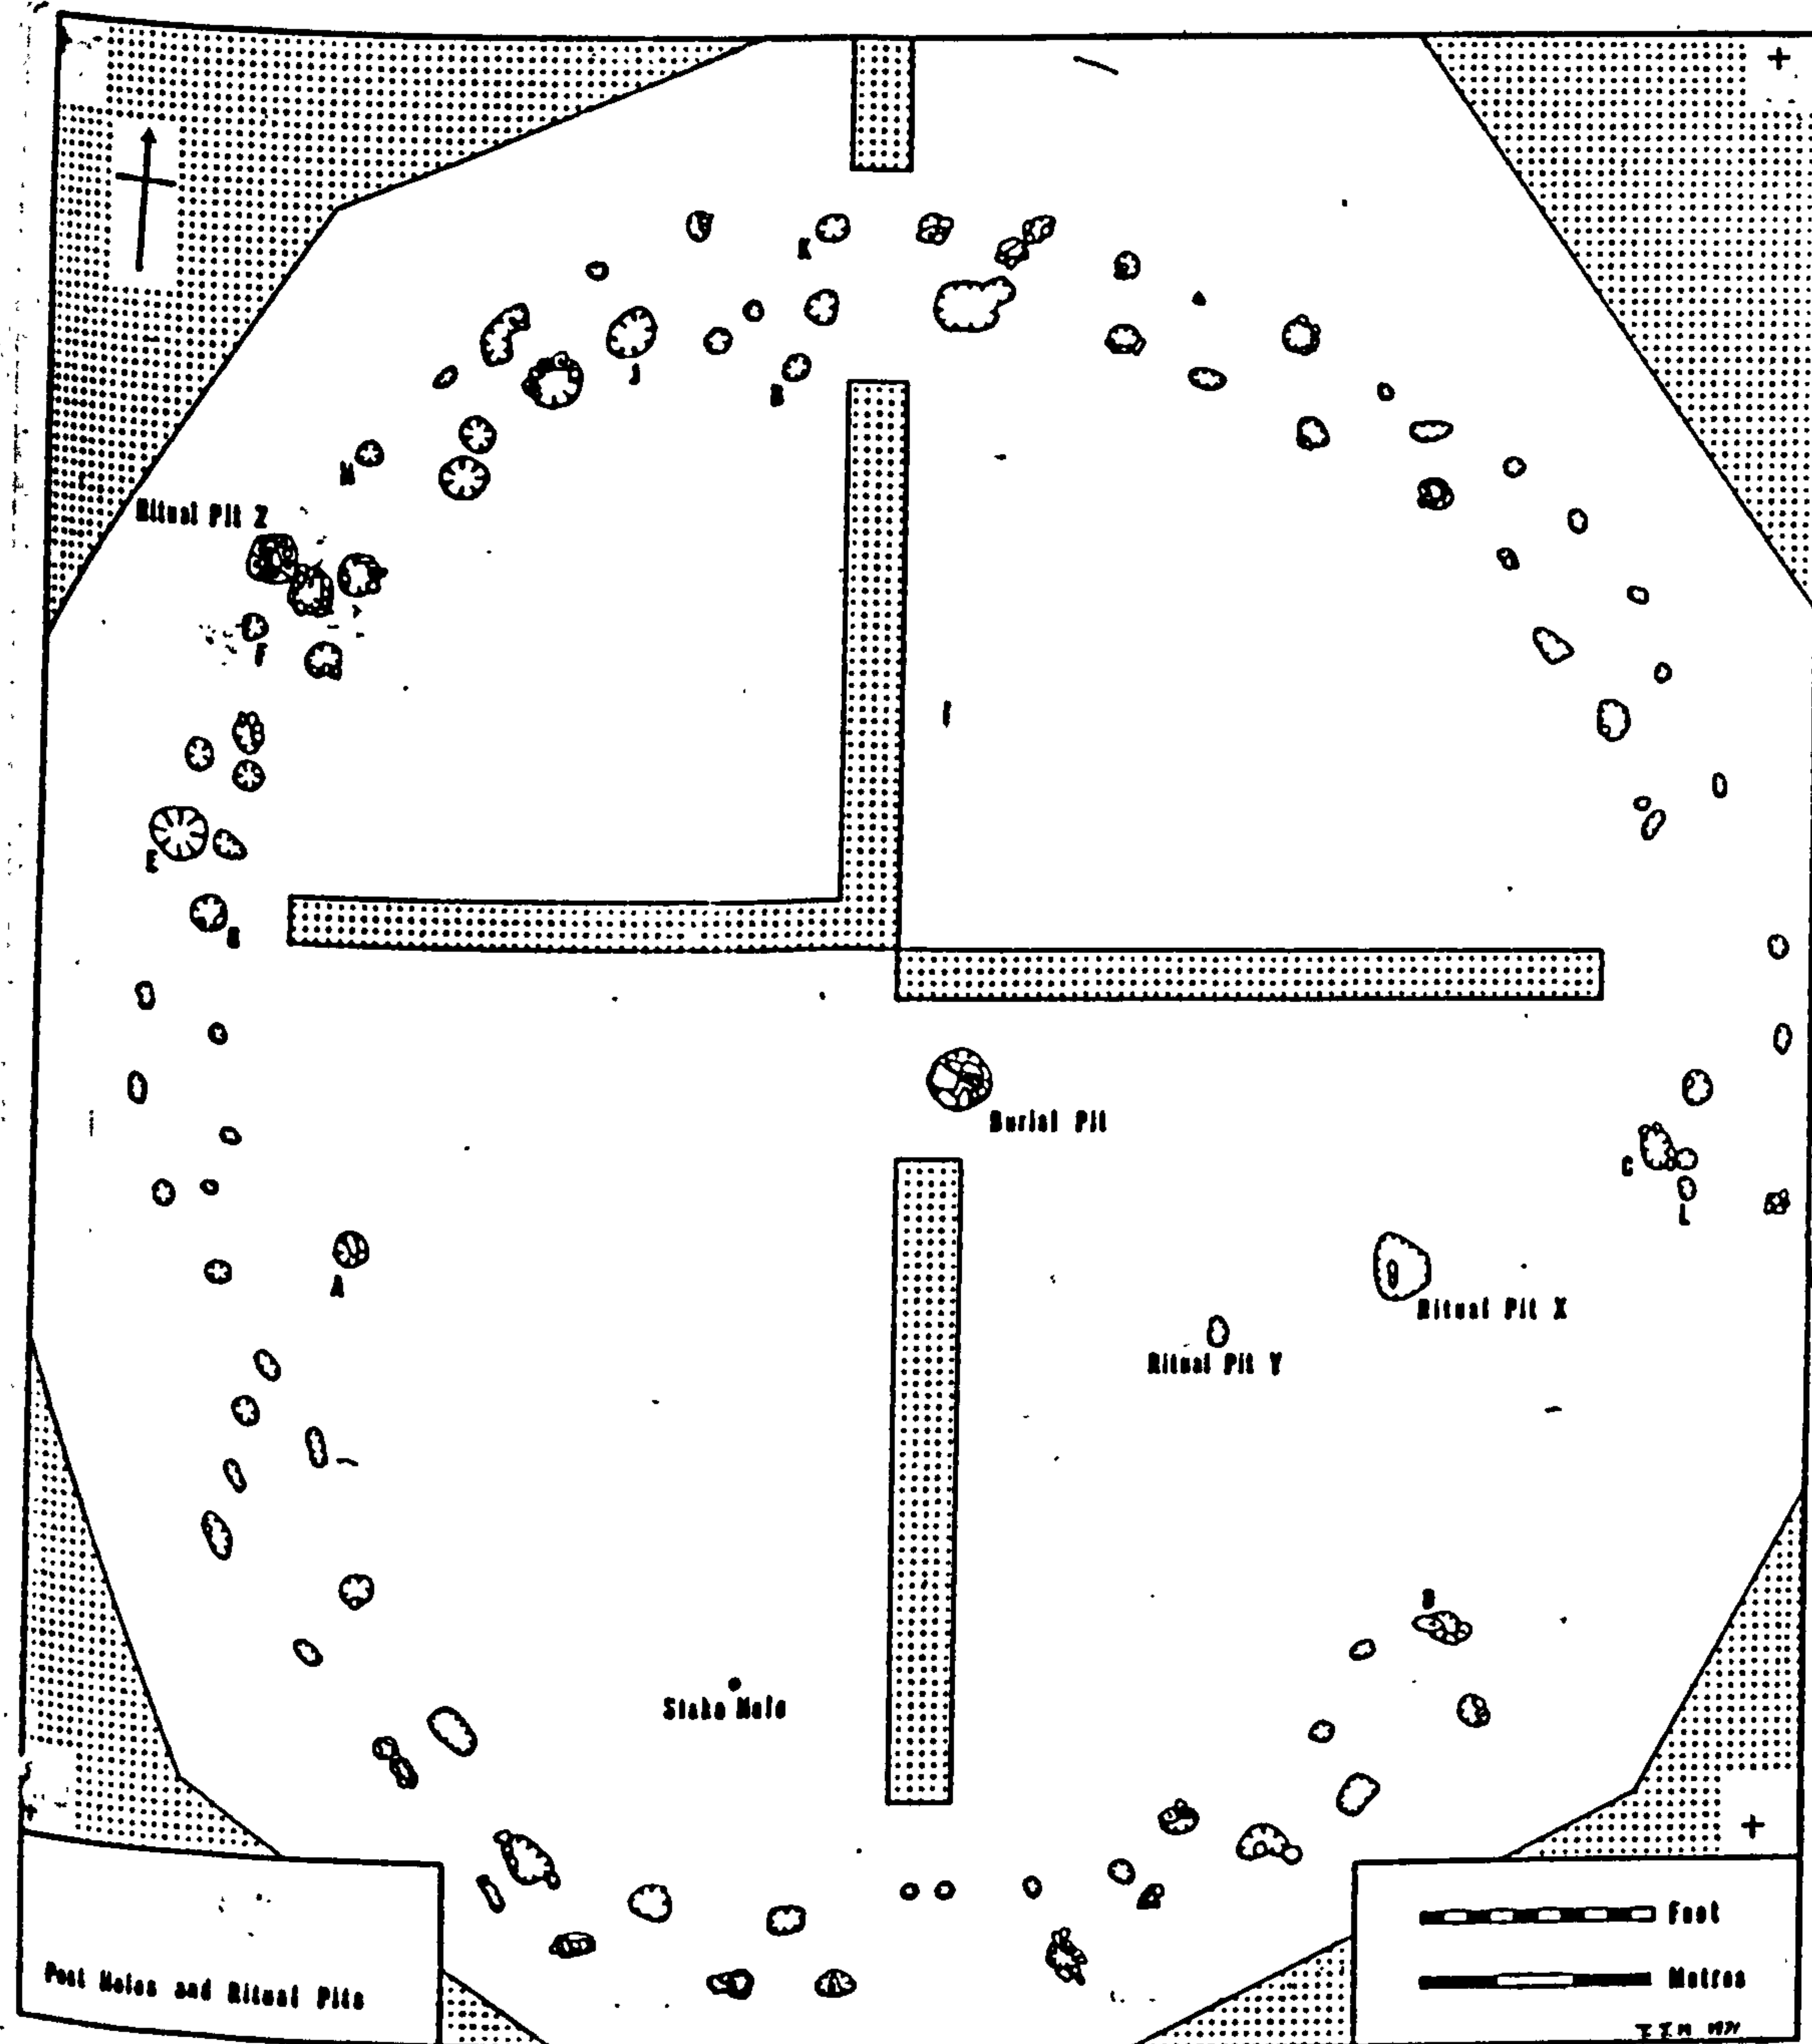 K
J
B
H
Ritual Pit Z
F
E
G
Burial Pit
C
L
A
Ritual Pit X
Ritual Pit Y
Stake Hole
Feet
Metres
Post Holes and Ritual Pits